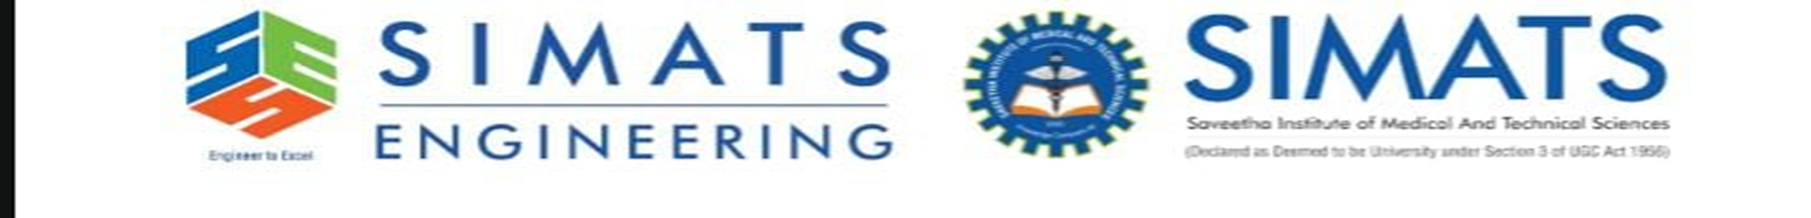 SES
Engineer to Excel
SIMATS
ENGINEERING
SIMATS
Saveetha Institute of Medical And Technical Sciences
(Declared as Deemed to be University under Section 3 of UGC Act 1956)